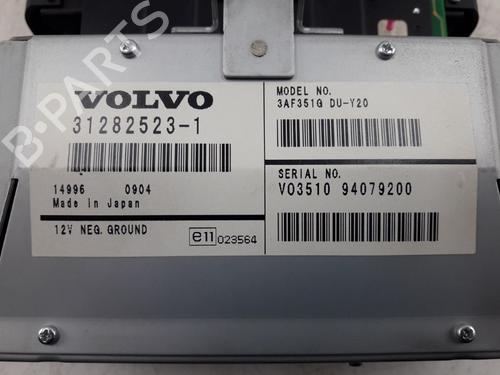 VOLVO
31282523-1
14996 0904
Made in Japan
12V NEG. GROUND
e11 023564
MODEL NO.
3AF351G DU-Y20
SERIAL NO.
VO3510 94079200
B-PARTS